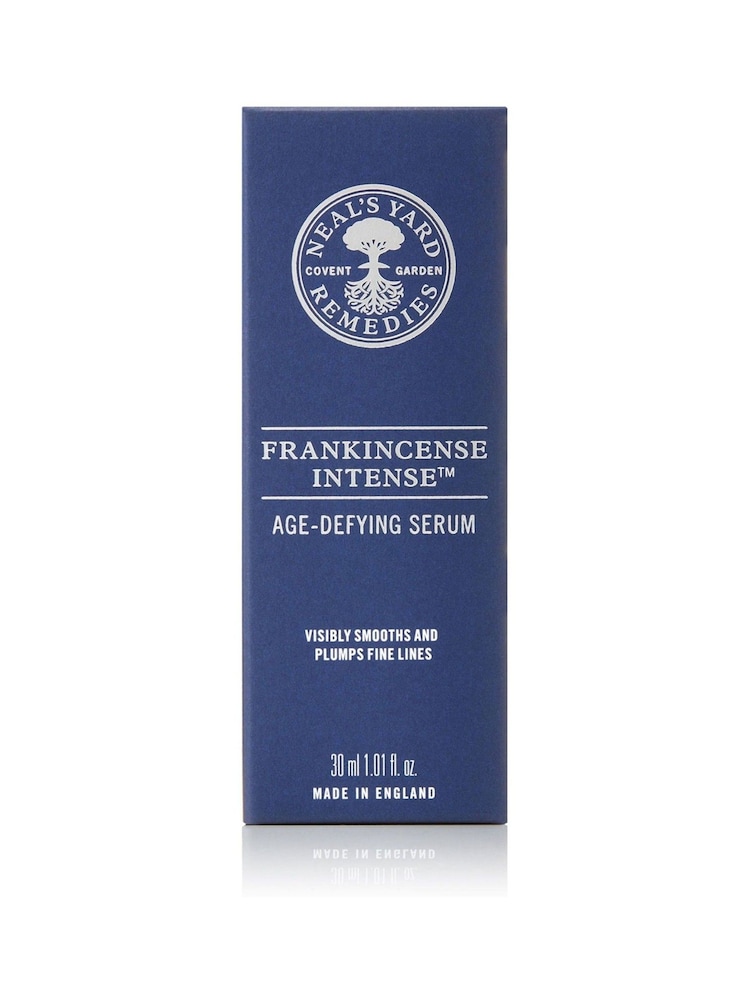 NEAL'S YARD
COVENT GARDEN
REMEDIES
FRANKINCENSE
INTENSE™
AGE-DEFYING SERUM
VISIBLY SMOOTHS AND
PLUMPS FINE LINES
30 ml 1.01 fl. oz.
MADE IN ENGLAND